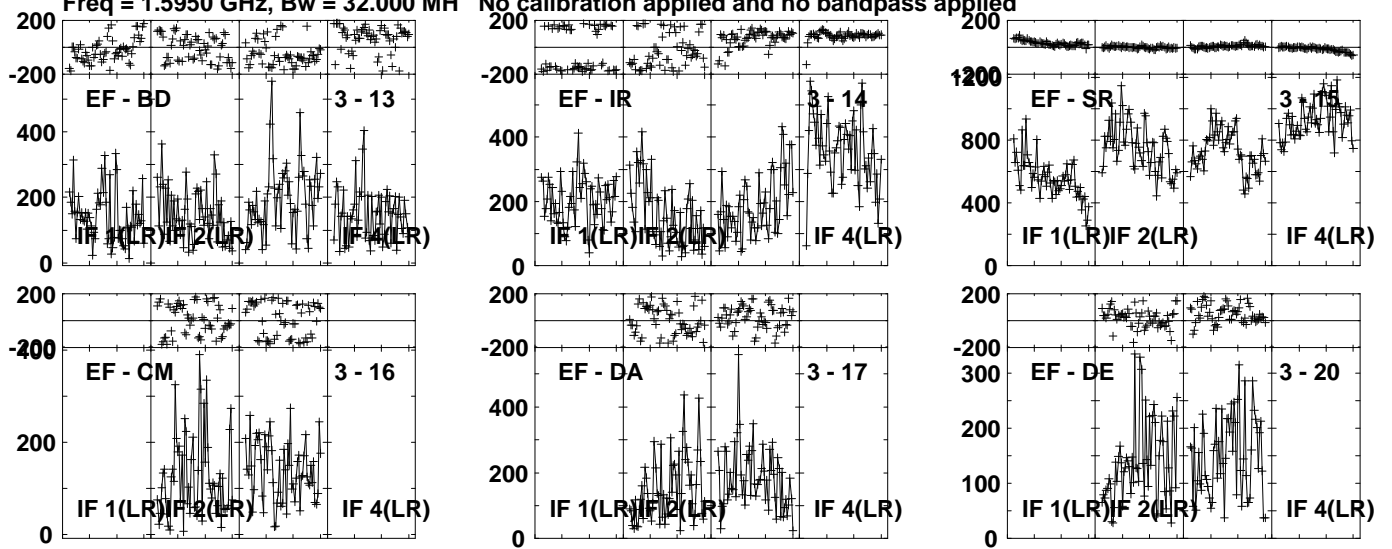 Freq = 1.5950 GHz, Bw = 32.000 MH No calibration applied and no bandpass applied
200
-200
EF - BD 3 - 13
400
200
0
IF 1(LR) IF 2(LR) IF 4(LR)
200
-200
EF - IR 3 - 14
400
200
0
IF 1(LR) IF 2(LR) IF 4(LR)
200
-200
EF - SR 3 - 15
800
600
400
0
IF 1(LR) IF 2(LR) IF 4(LR)
200
-200
400
EF - CM 3 - 16
200
0
IF 1(LR) IF 2(LR) IF 4(LR)
200
-200
EF - DA 3 - 17
400
200
0
IF 1(LR) IF 2(LR) IF 4(LR)
200
-200
EF - DE 3 - 20
300
200
100
0
IF 1(LR) IF 2(LR) IF 4(LR)